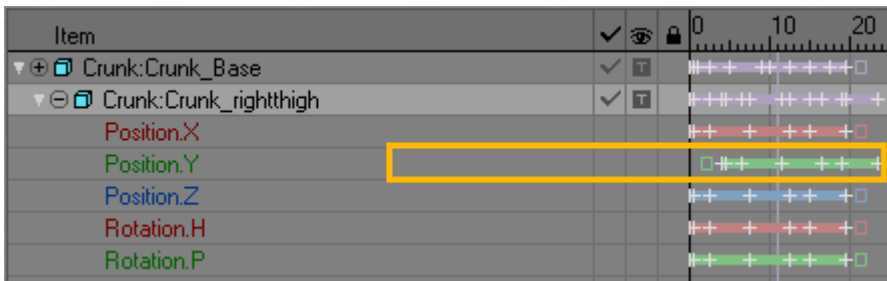 Item 0 10 20
Crunk:Crunk_Base T
Crunk:Crunk_rightthigh T
Position.X
Position.Y
Position.Z
Rotation.H
Rotation.P